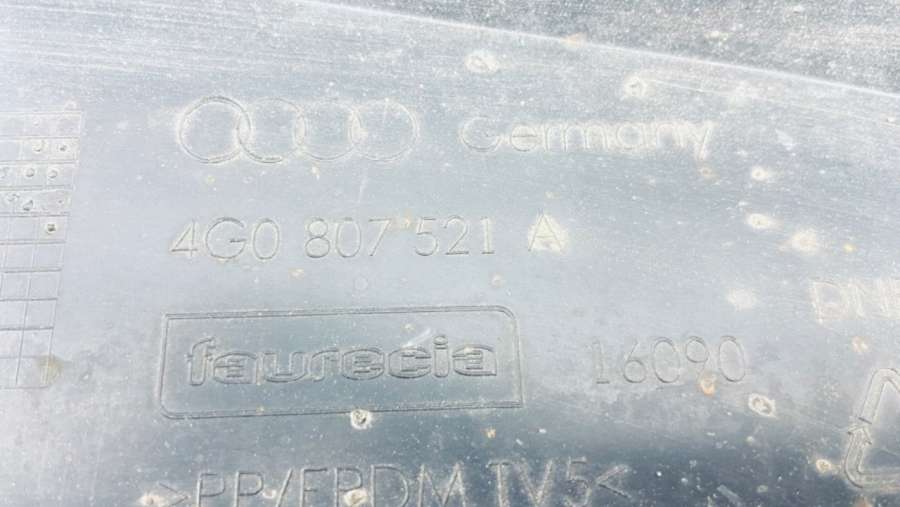 Germany
4G0 807 521 A
faurecia
16090
>PP/EPDM TV5<